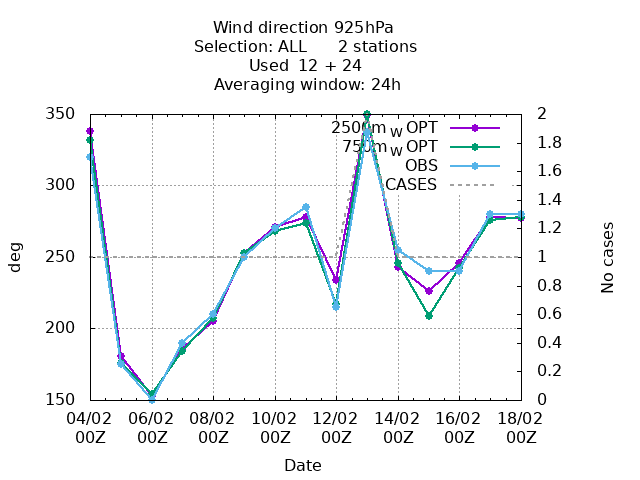 Wind direction 925hPa
Selection: ALL 2 stations
Used 12 + 24
Averaging window: 24h
350
300
250
200
150
deg
2
1.8
1.6
1.4
1.2
1
0.8
0.6
0.4
0.2
0
No cases
2500m_W OPT
750m_W OPT
OBS
CASES
04/02 06/02 08/02 10/02 12/02 14/02 16/02 18/02
00Z 00Z 00Z 00Z 00Z 00Z 00Z 00Z
Date